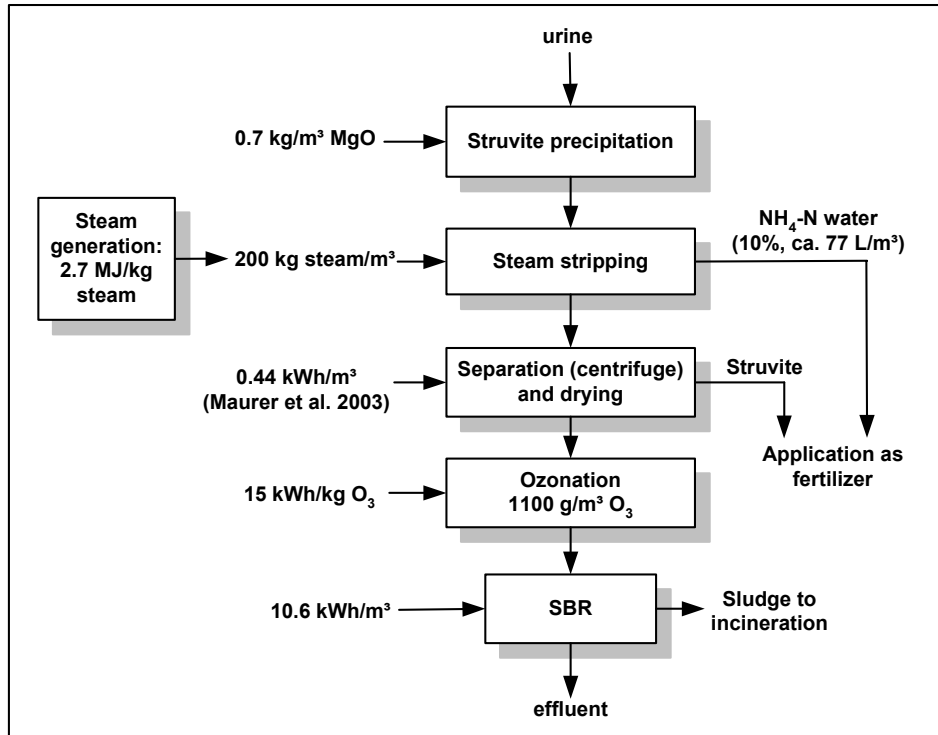 urine
0.7 kg/m³ MgO
Struvite precipitation
Steam
generation:
2.7 MJ/kg
steam
200 kg steam/m³
Steam stripping
NH₄-N water
(10%, ca. 77 L/m³)
0.44 kWh/m³
(Maurer et al. 2003)
Separation (centrifuge)
and drying
Struvite
Application as
fertilizer
15 kWh/kg O₃
Ozonation
1100 g/m³ O₃
10.6 kWh/m³
SBR
Sludge to
incineration
effluent